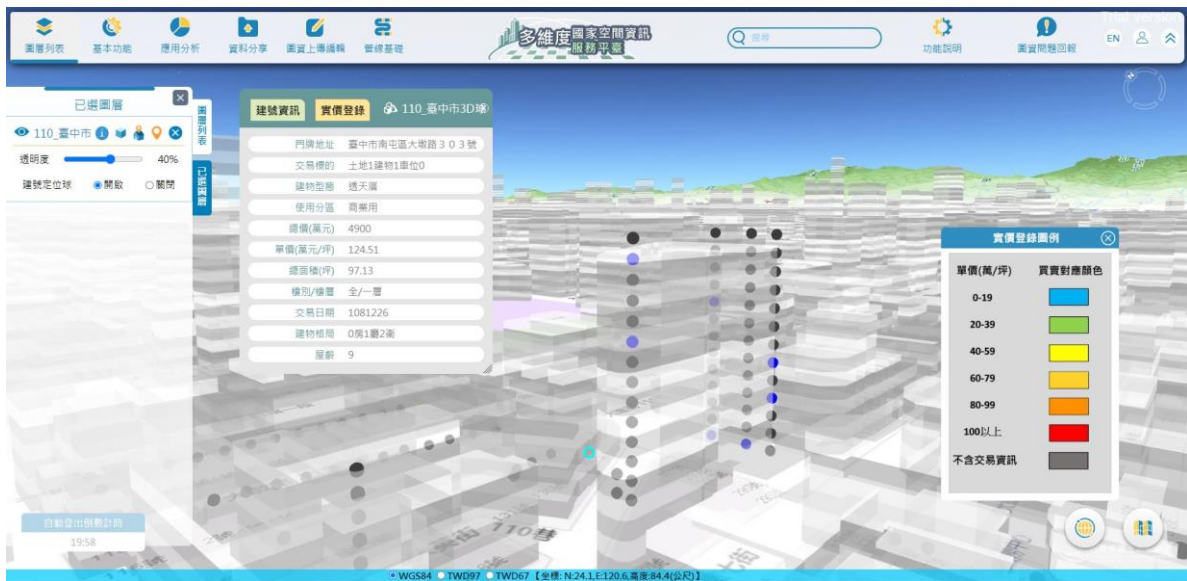 圖層列表
基本功能
應用分析
資料分享
圖資上傳編輯
管線基礎
多維度國家空間資訊服務平臺
搜尋
功能說明
圖資問題回報
Trial version
EN
已選圖層
110_臺中市
透明度 40%
建號定位球 開啟 關閉
圖層列表
已選圖層
建號資訊 實價登錄 110_臺中市3D
門牌地址 臺中市南屯區大墩路３０３號
交易標的 土地1建物1車位0
建物型態 透天厝
使用分區 商業用
總價(萬元) 4900
單價(萬元/坪) 124.51
總面積(坪) 97.13
樓別/樓層 全/一層
交易日期 1081226
建物格局 0房1廳2衛
屋齡 9
實價登錄圖例
單價(萬/坪) 買賣對應顏色
0-19
20-39
40-59
60-79
80-99
100以上
不含交易資訊
110巷
自動登出倒數計時
19:58
WGS84 TWD97 TWD67 【坐標: N:24.1,E:120.6,高度:84.4(公尺)】